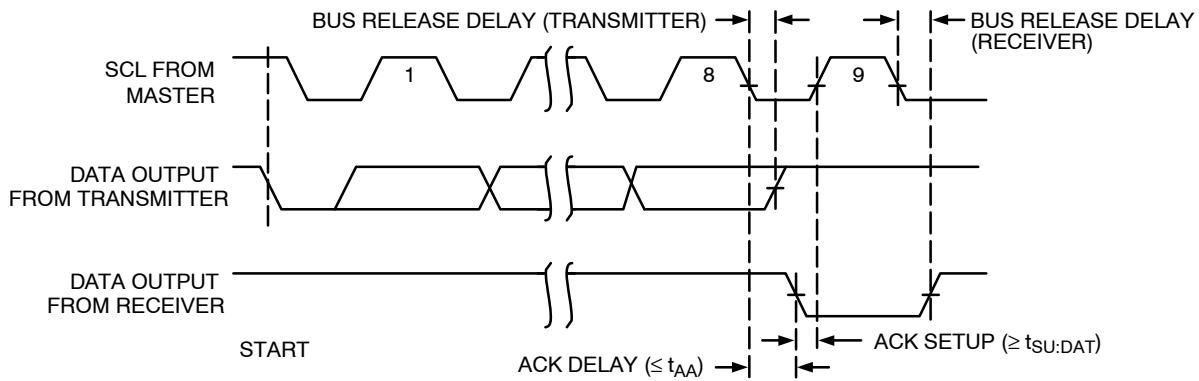 BUS RELEASE DELAY (TRANSMITTER)
BUS RELEASE DELAY
(RECEIVER)
SCL FROM
MASTER
1
8
9
DATA OUTPUT
FROM TRANSMITTER
DATA OUTPUT
FROM RECEIVER
START
ACK DELAY (≤ tAA)
ACK SETUP (≥ tSU:DAT)